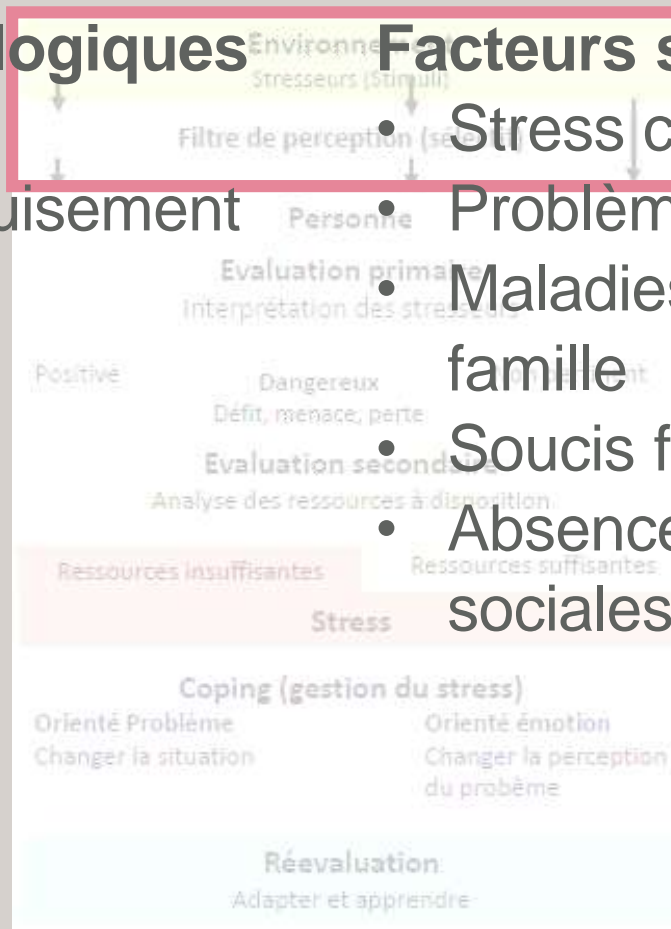 ogiques
Facteurs s
Environnement
Stresseurs (Stimuli)
Filtre de perception (sélectif)
Stress c
uisement
Personne
Problèm
Evaluation primaire
Interprétation des stresseurs
Maladies
famille
Positive
Dangereux
Défit, menace, perte
Soucis f
Evaluation secondaire
Analyse des ressources à disposition
Absence
Ressources insuffisantes
Ressources suffisantes
sociales
Stress
Coping (gestion du stress)
Orienté Problème
Changer la situation
Orienté émotion
Changer la perception
du probème
Réevaluation
Adapter et apprendre